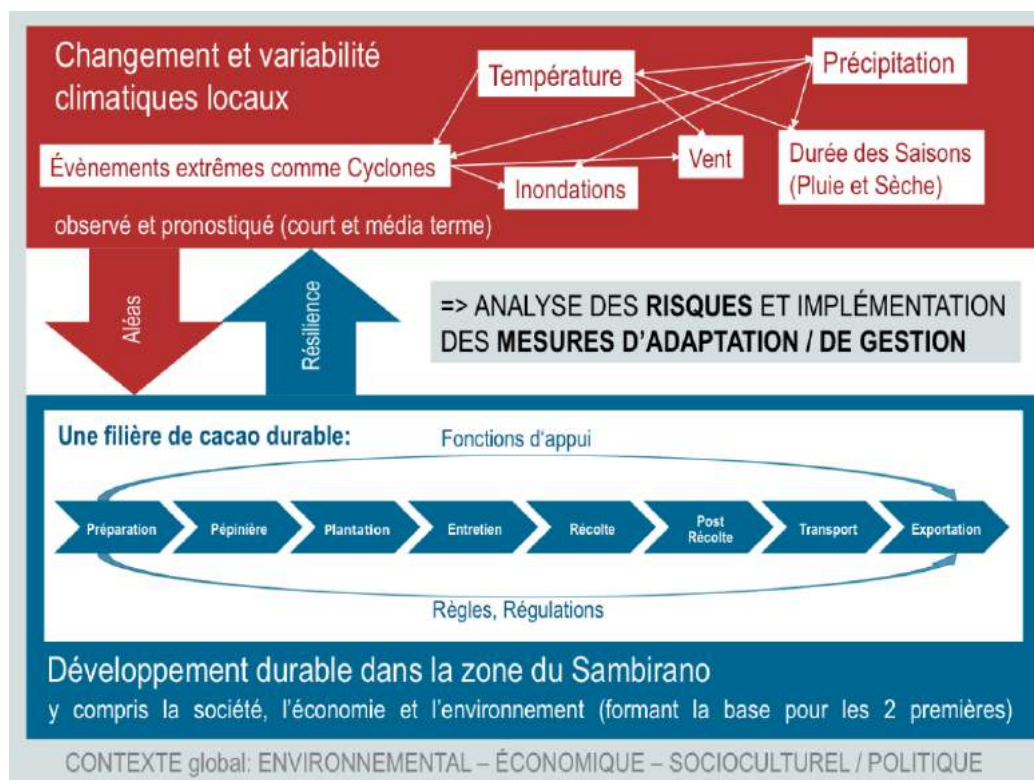 Changement et variabilité
climatiques locaux
Température
Précipitation
Évènements extrêmes comme Cyclones
Inondations
Vent
Durée des Saisons
(Pluie et Sèche)
observé et pronostiqué (court et média terme)
Aléas
Résilience
=> ANALYSE DES RISQUES ET IMPLÉMENTATION
DES MESURES D'ADAPTATION / DE GESTION
Une filière de cacao durable:
Fonctions d'appui
Préparation
Pépinière
Plantation
Entretien
Récolte
Post
Récolte
Transport
Exportation
Règles, Régulations
Développement durable dans la zone du Sambirano
y compris la société, l'économie et l'environnement (formant la base pour les 2 premières)
CONTEXTE global: ENVIRONNEMENTAL – ÉCONOMIQUE – SOCIOCULTUREL / POLITIQUE